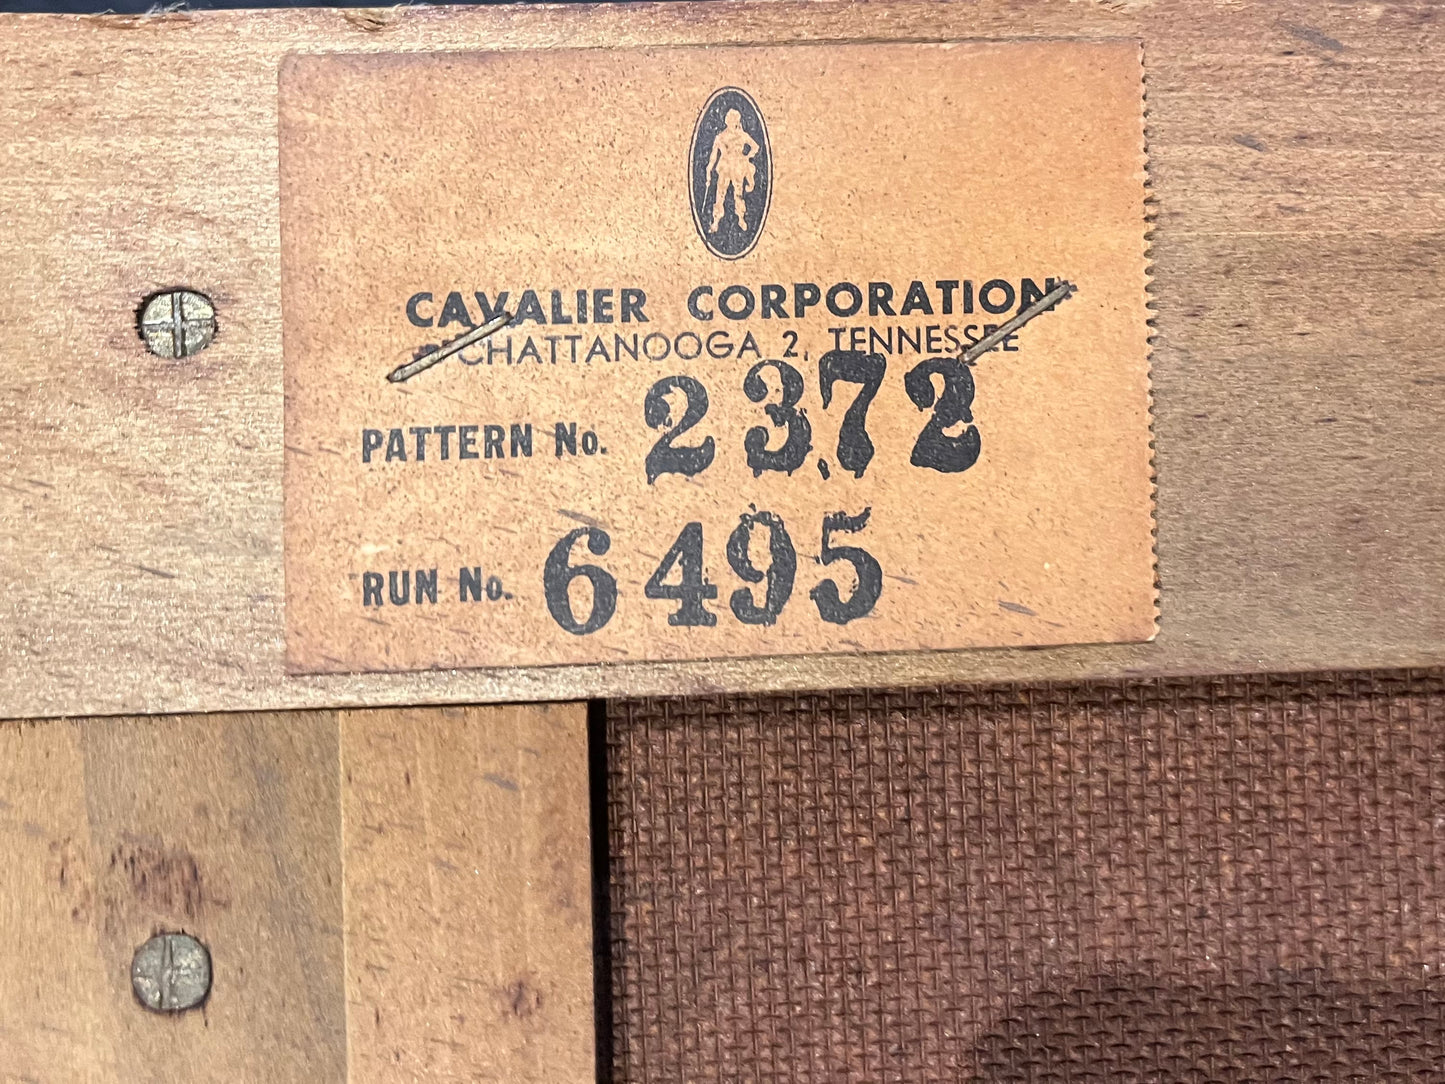 CAVALIER CORPORATION
CHATTANOOGA 2, TENNESSEE
PATTERN No. 2372
RUN No. 6495